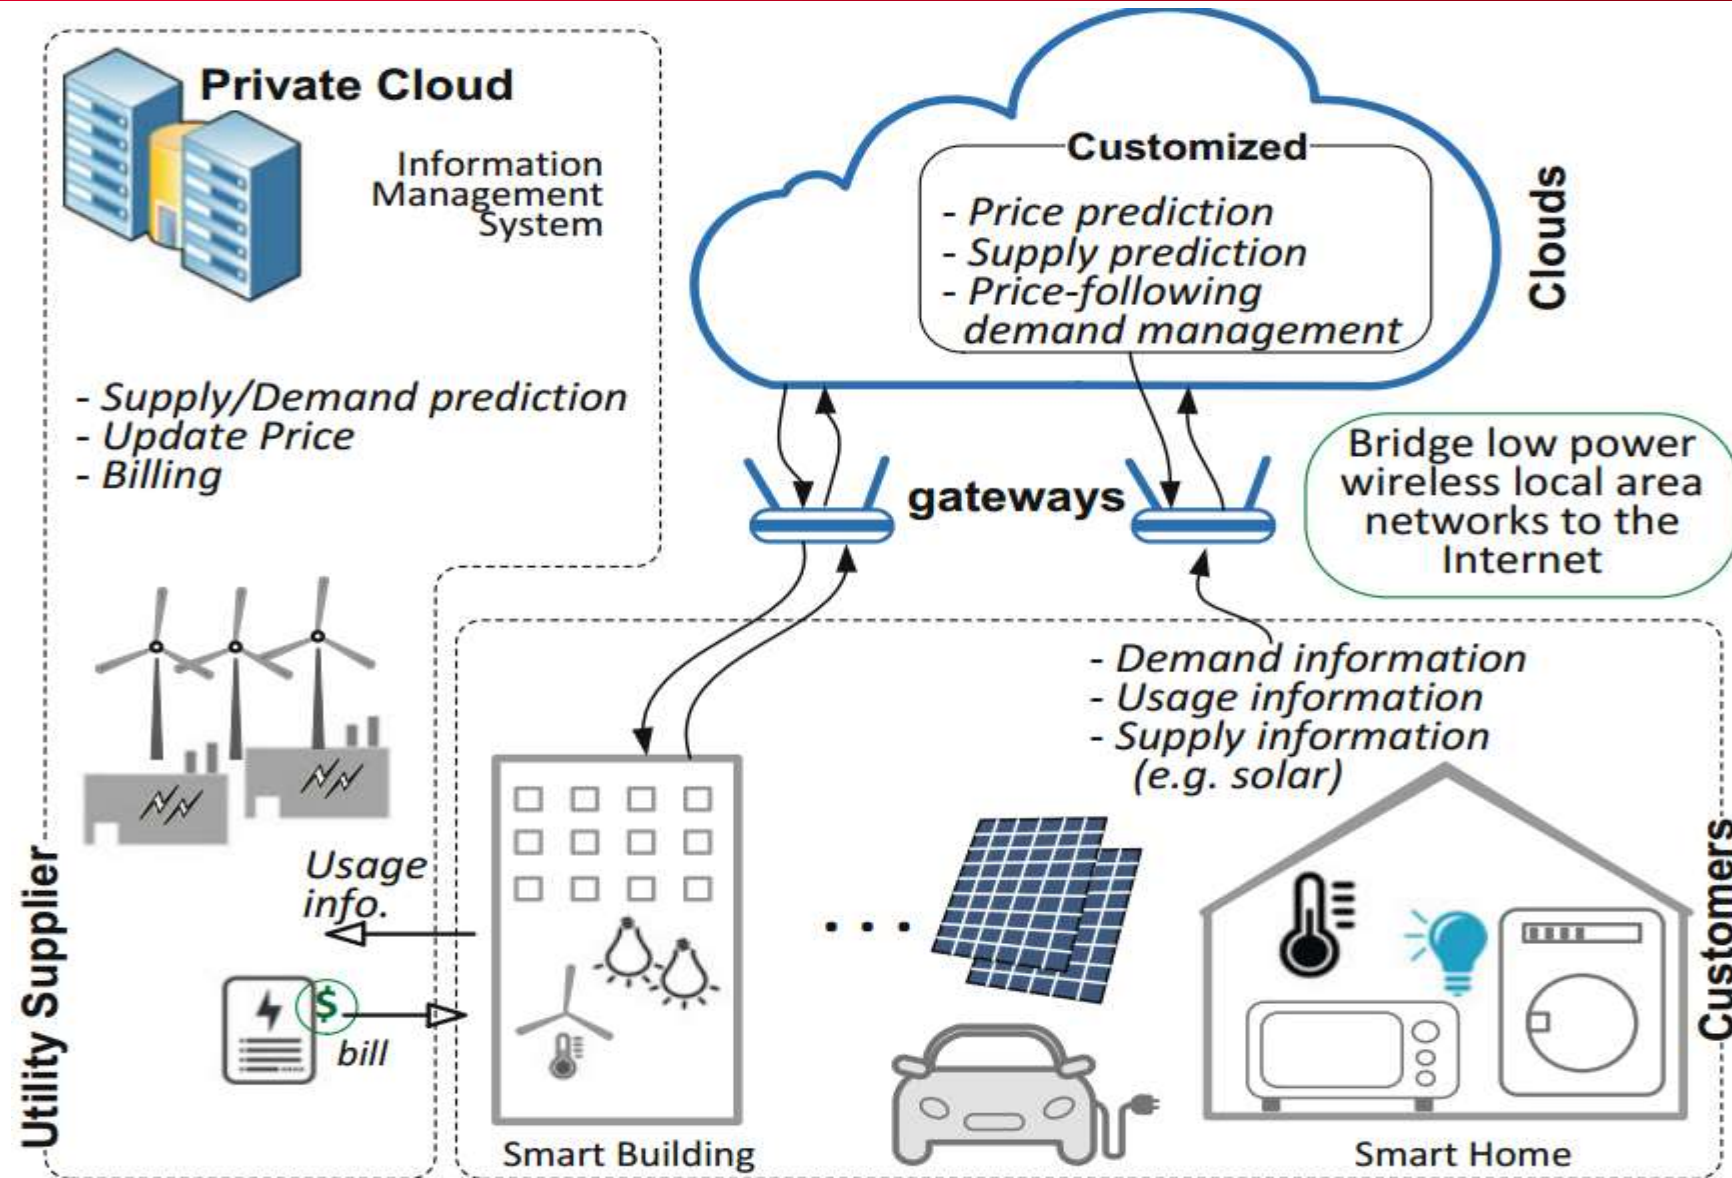 Private Cloud
Information
Management
System
- Supply/Demand prediction
- Update Price
- Billing
Customized
- Price prediction
- Supply prediction
- Price-following
demand management
Clouds
gateways
Bridge low power
wireless local area
networks to the
Internet
- Demand information
- Usage information
- Supply information
(e.g. solar)
Usage
info.
$
bill
Utility Supplier
Smart Building
. . .
Smart Home
Customers